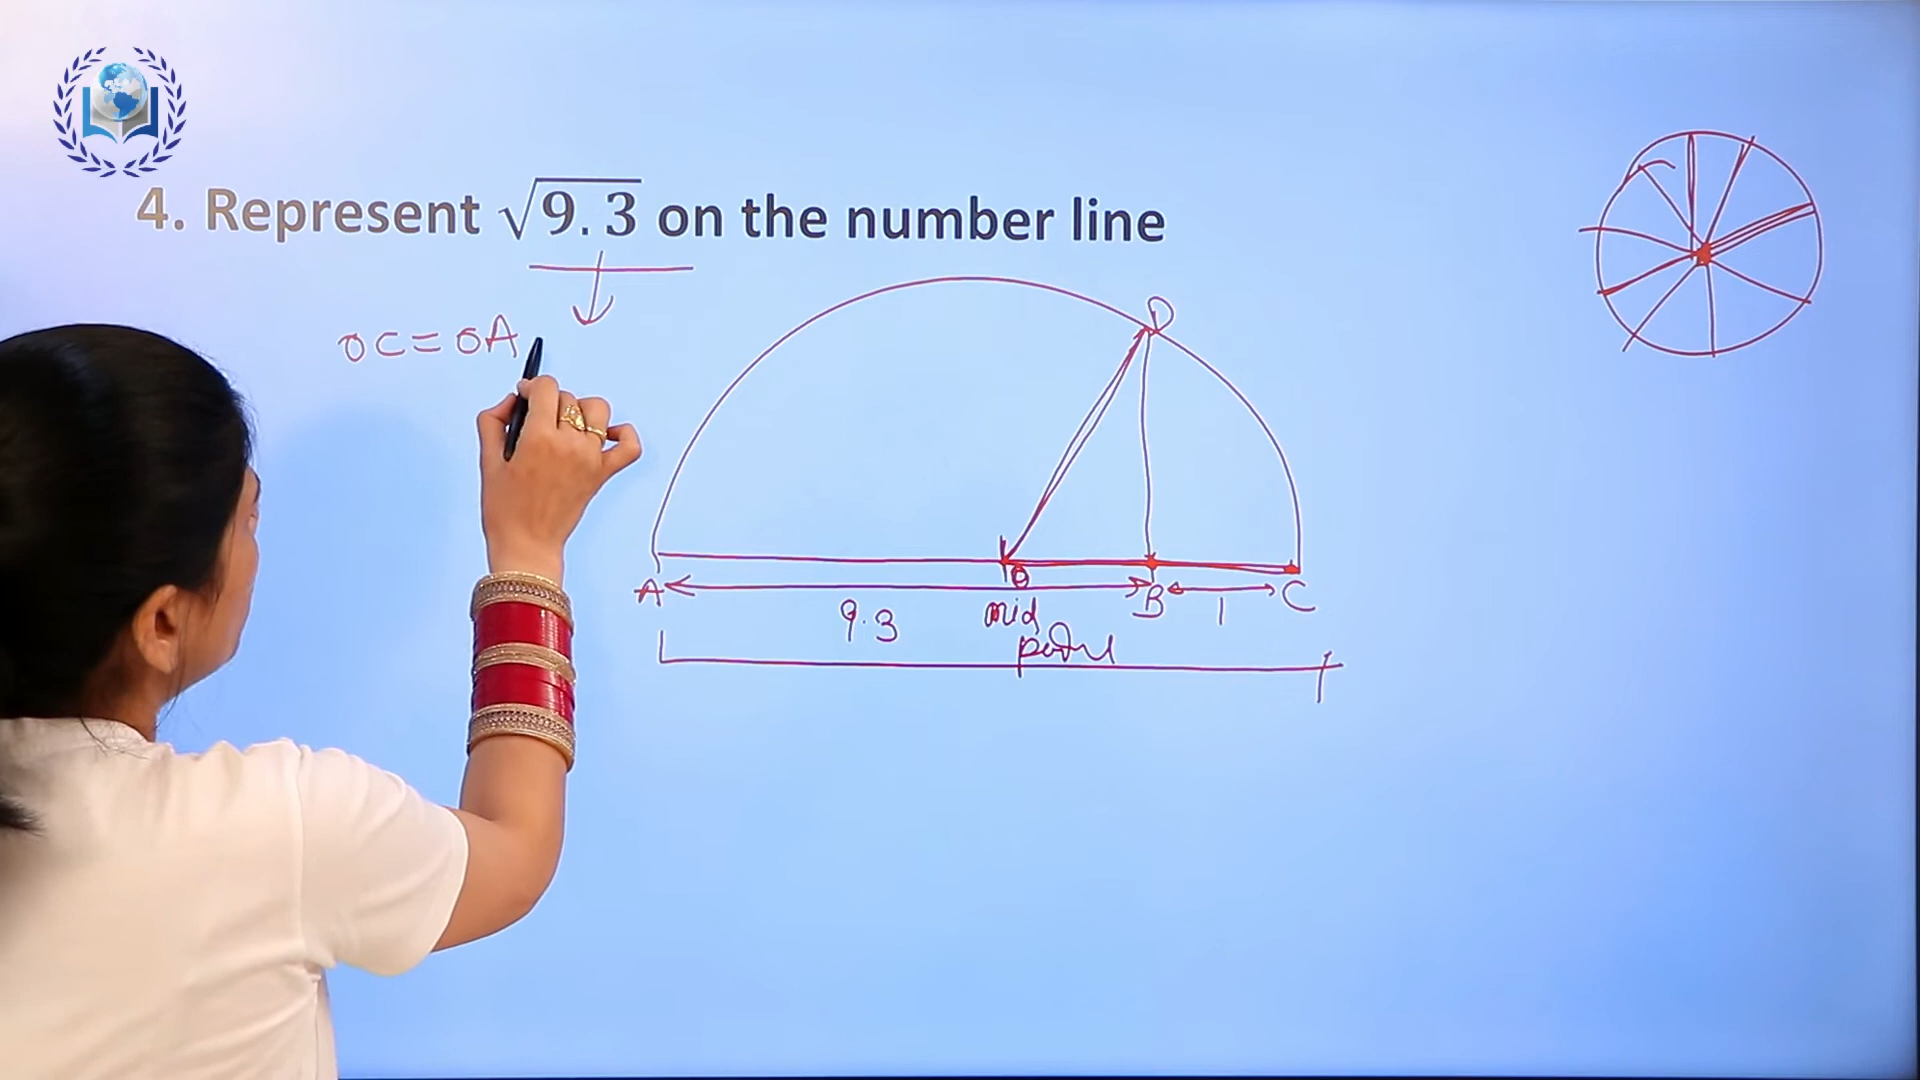 4. Represent √9.3 on the number line
OC = OA
D
O
A
B
C
9.3
mid
1
point